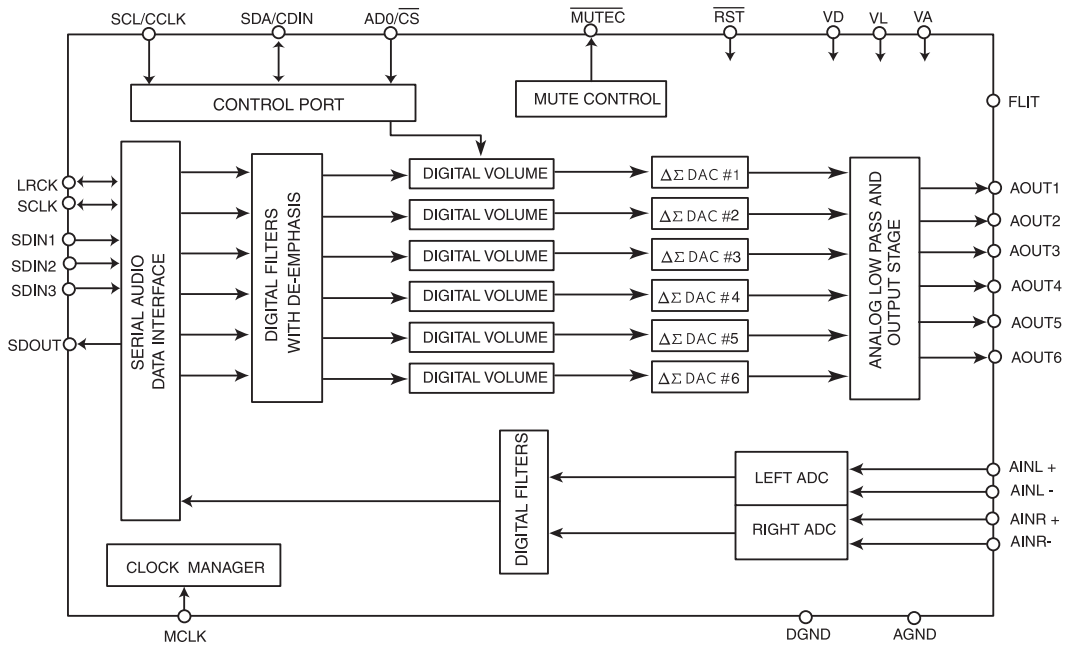 SCL/CCLK
SDA/CDIN
AD0/CS
MUTEC
RST
VD
VL
VA
CONTROL PORT
MUTE CONTROL
FLIT
LRCK
SCLK
SDIN1
SDIN2
SDIN3
SDOUT
SERIAL AUDIO
DATA INTERFACE
DIGITAL FILTERS
WITH DE-EMPHASIS
DIGITAL VOLUME
DIGITAL VOLUME
DIGITAL VOLUME
DIGITAL VOLUME
DIGITAL VOLUME
DIGITAL VOLUME
ΔΣ DAC #1
ΔΣ DAC #2
ΔΣ DAC #3
ΔΣ DAC #4
ΔΣ DAC #5
ΔΣ DAC #6
ANALOG LOW PASS AND
OUTPUT STAGE
AOUT1
AOUT2
AOUT3
AOUT4
AOUT5
AOUT6
DIGITAL FILTERS
LEFT ADC
RIGHT ADC
AINL +
AINL -
AINR +
AINR-
CLOCK MANAGER
MCLK
DGND
AGND